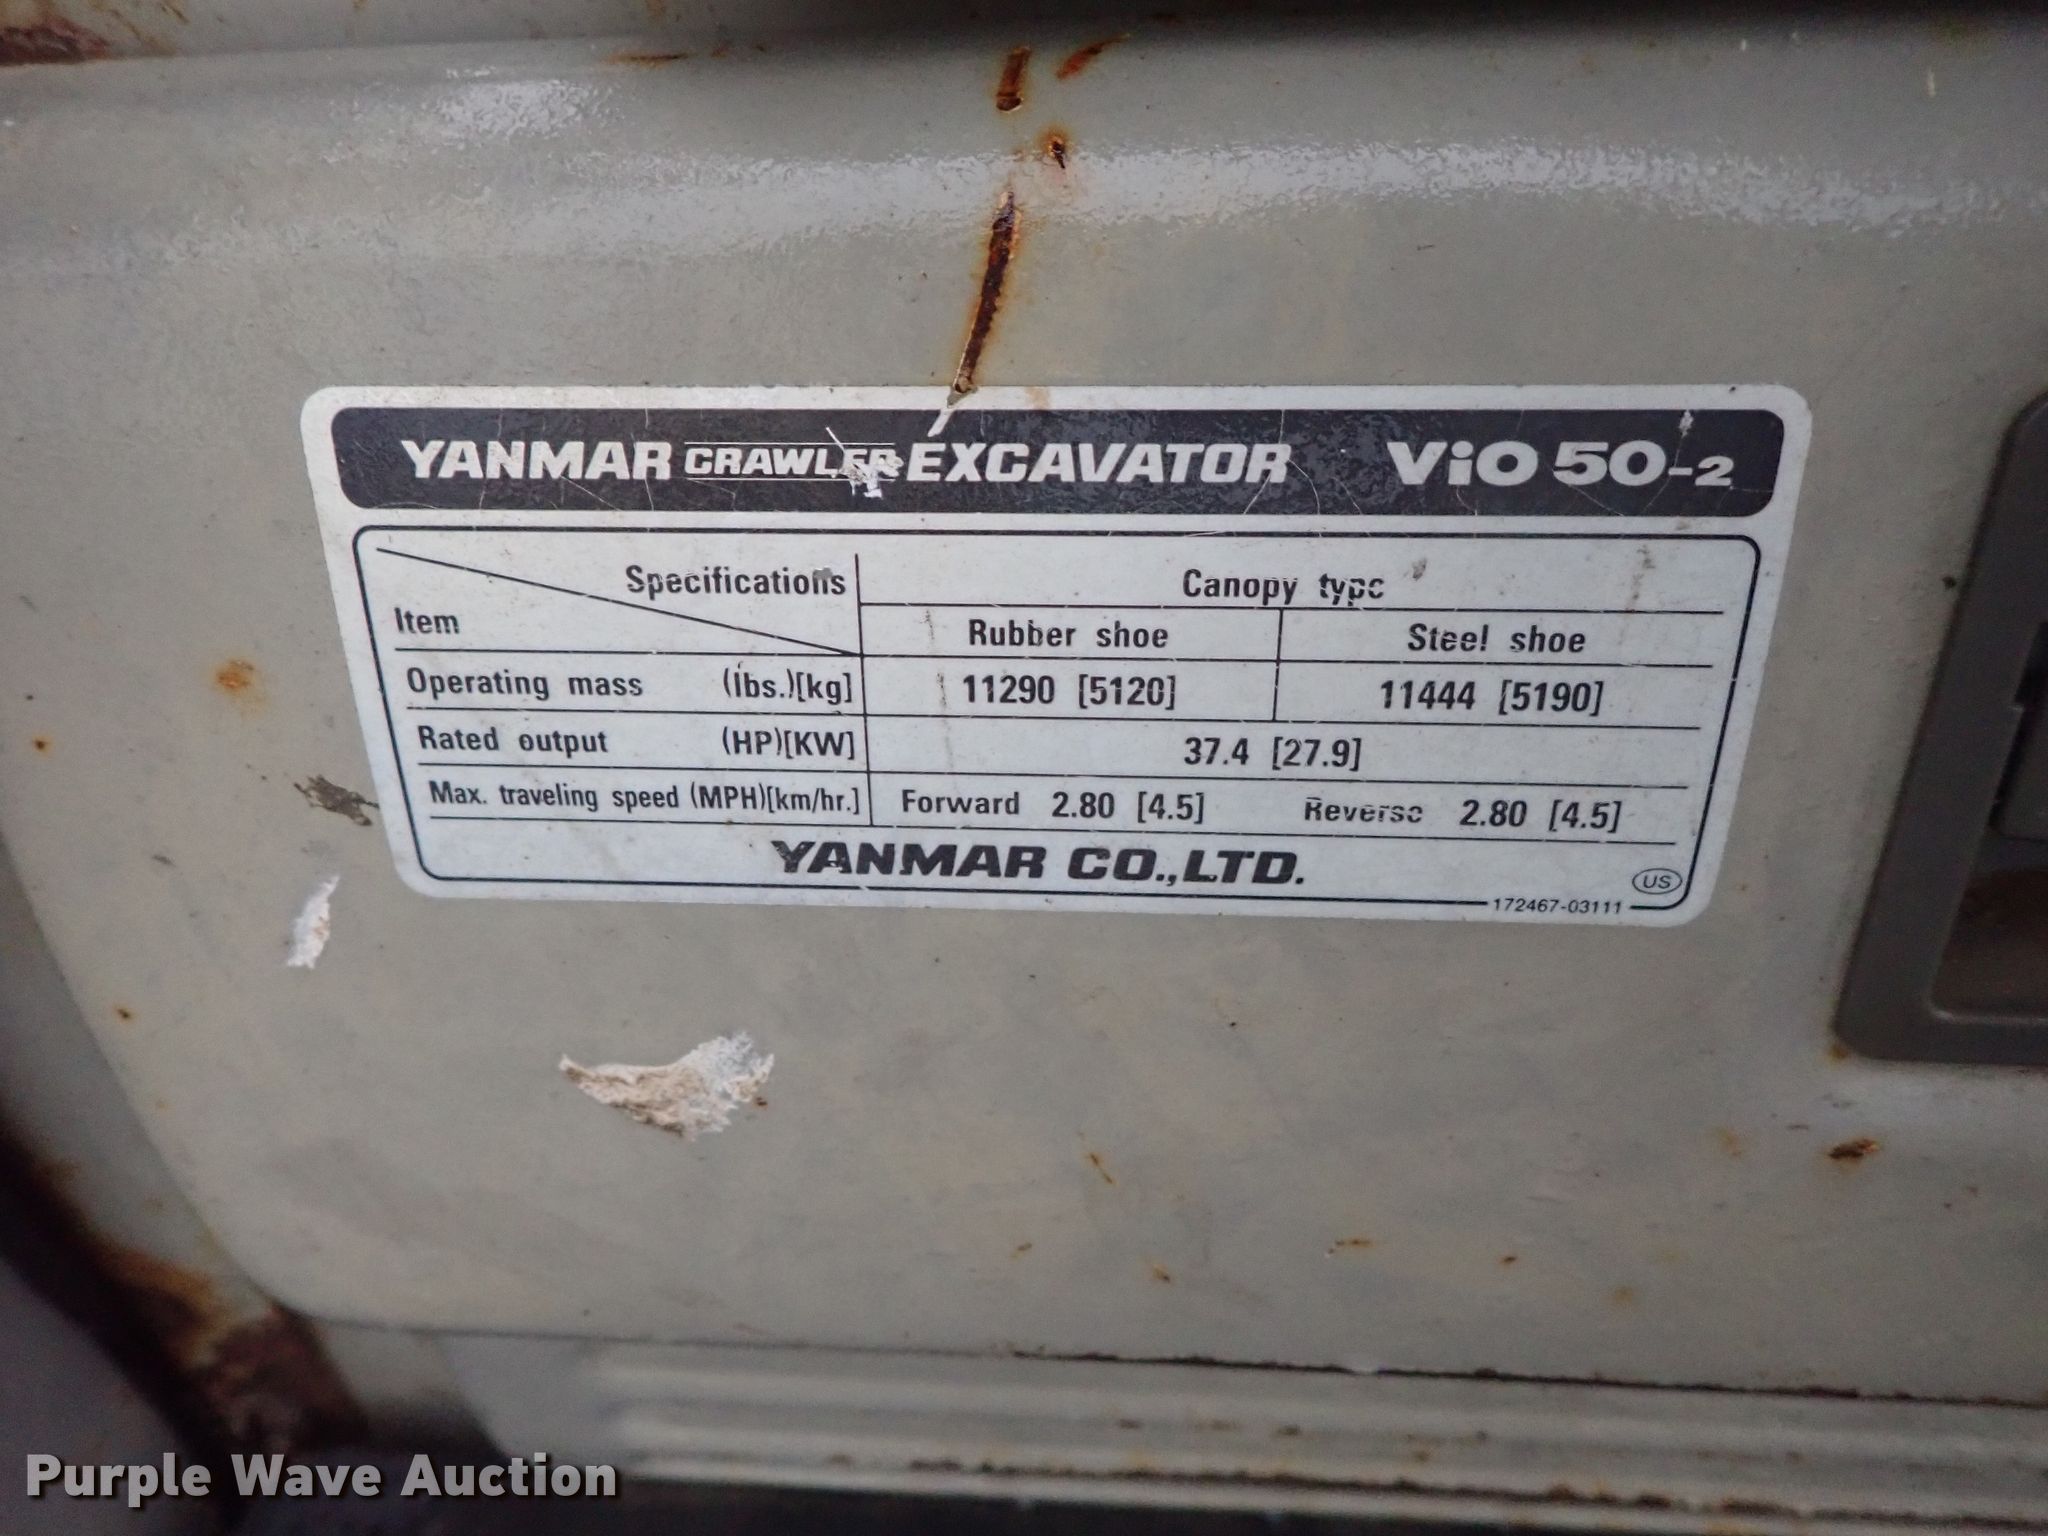 YANMAR CRAWLER EXCAVATOR ViO 50-2
Specifications
Canopy type
Item
Rubber shoe Steel shoe
Operating mass (lbs.)[kg] 11290 [5120] 11444 [5190]
Rated output (HP)[KW] 37.4 [27.9]
Max. traveling speed (MPH)[km/hr.] Forward 2.80 [4.5] Reverse 2.80 [4.5]
YANMAR CO.,LTD.
US
172467-03111
Purple Wave Auction